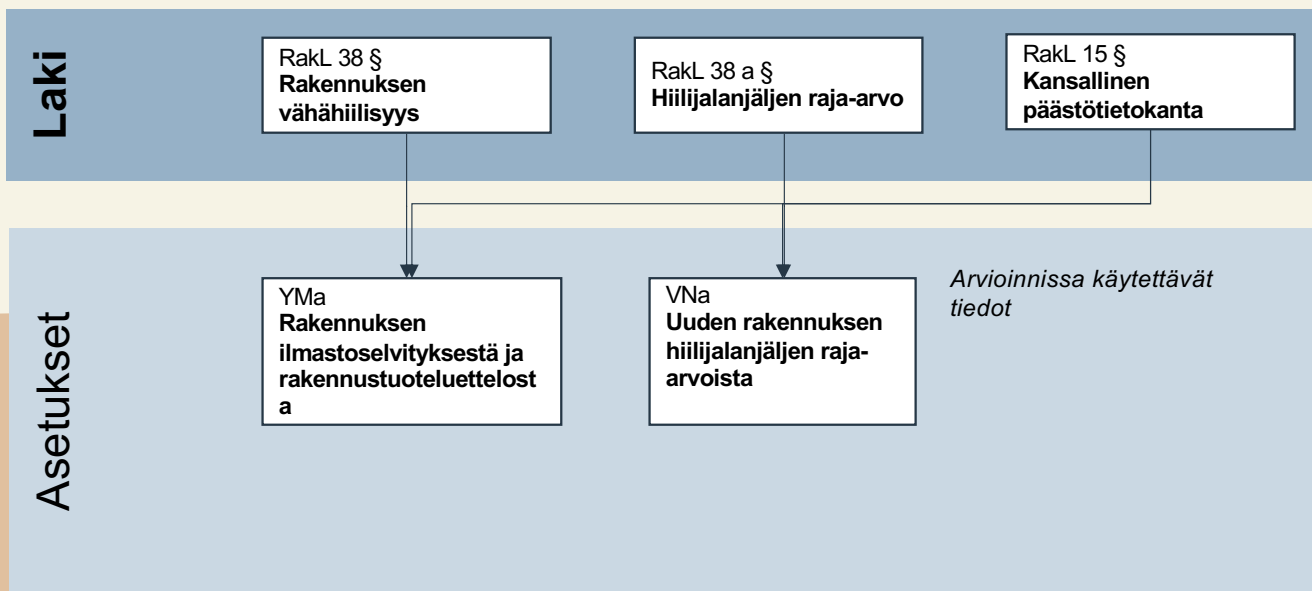 Laki
RakL 38 §
Rakennuksen
vähähiilisyys
RakL 38 a §
Hiilijalanjäljen raja-arvo
RakL 15 §
Kansallinen
päästötietokanta
Asetukset
YMa
Rakennuksen
ilmastoselvityksestä ja
rakennustuoteluettelost
a
VNa
Uuden rakennuksen
hiilijalanjäljen raja-
arvoista
Arvioinnissa käytettävät
tiedot